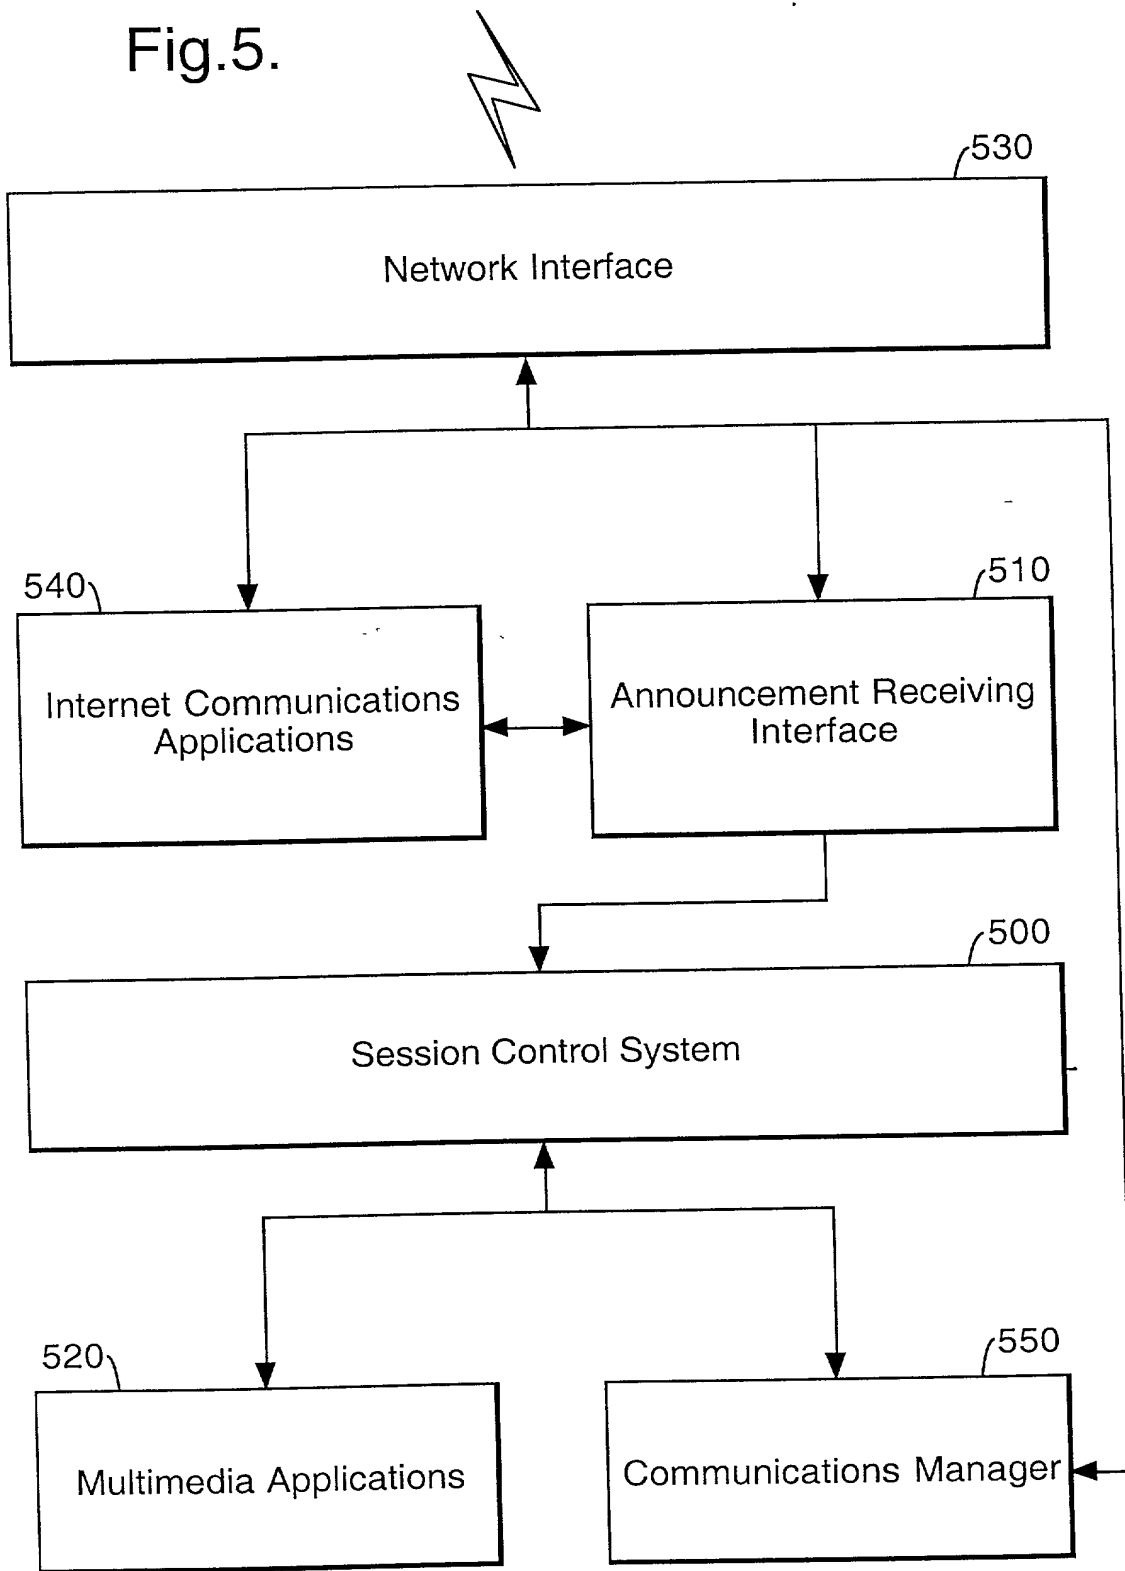 Fig.5.
530
Network Interface
540
510
Internet Communications
Applications
Announcement Receiving
Interface
500
Session Control System
520
550
Multimedia Applications
Communications Manager